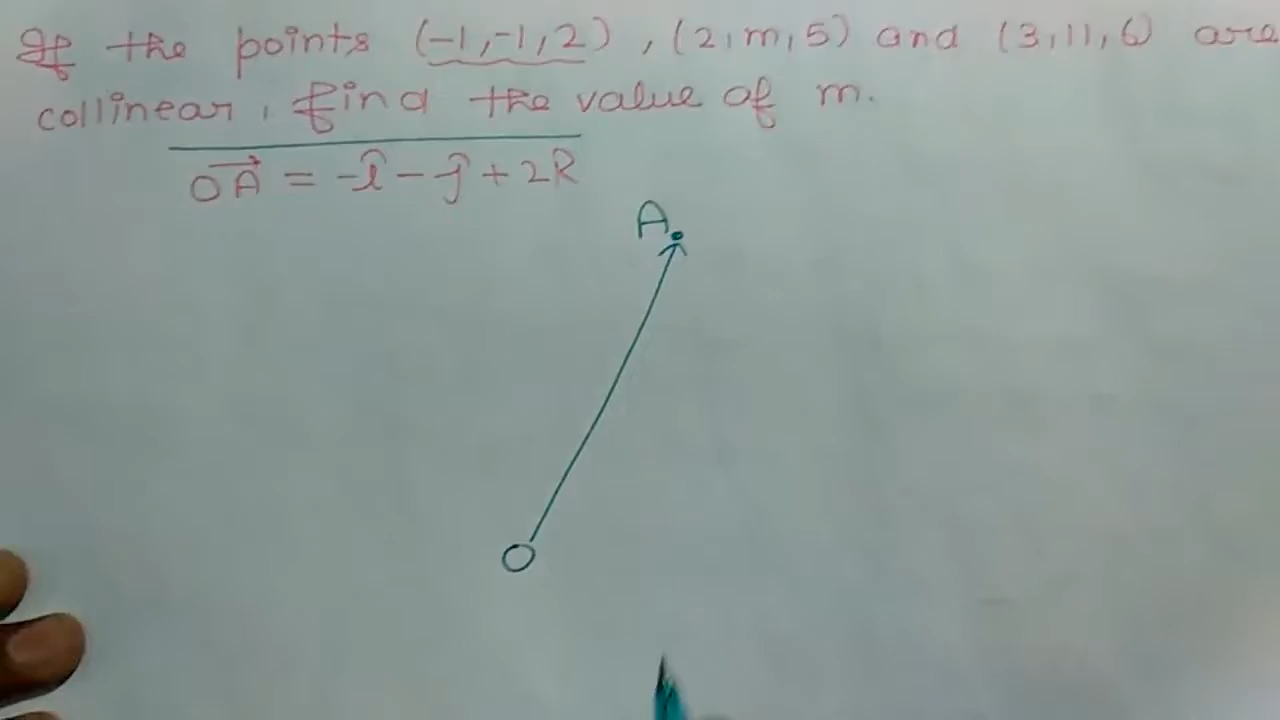 If the points (-1,-1,2), (2,m,5) and (3,11,6) are
collinear, find the value of m.
OA⃗ = -î - ĵ + 2k̂
A
O